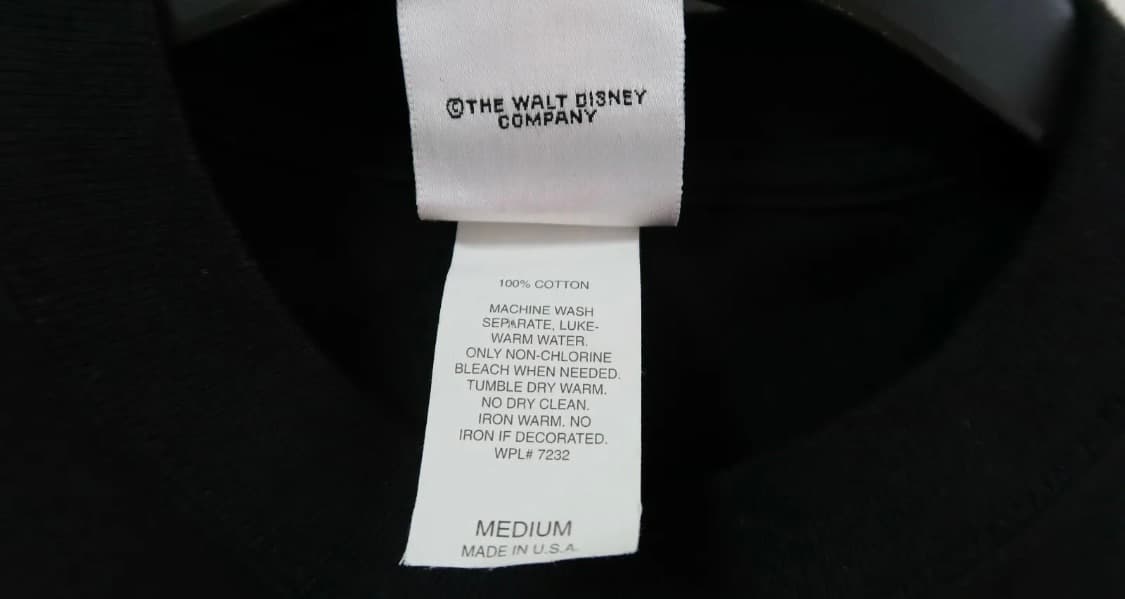 ©THE WALT DISNEY
COMPANY
100% COTTON
MACHINE WASH
SEPARATE, LUKE-
WARM WATER.
ONLY NON-CHLORINE
BLEACH WHEN NEEDED.
TUMBLE DRY WARM.
NO DRY CLEAN.
IRON WARM. NO
IRON IF DECORATED.
WPL# 7232
MEDIUM
MADE IN U.S.A.